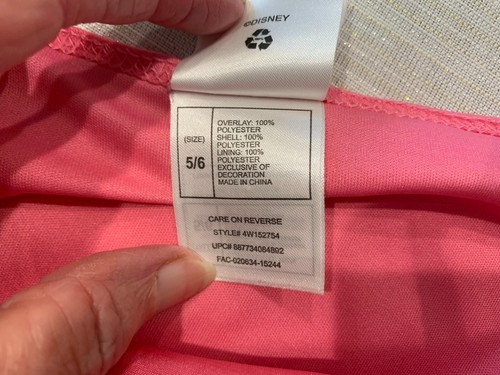 ©DISNEY
(SIZE)
5/6
OVERLAY: 100%
POLYESTER
SHELL: 100%
POLYESTER
LINING: 100%
POLYESTER
EXCLUSIVE OF
DECORATION
MADE IN CHINA
CARE ON REVERSE
STYLE# 4W152754
UPC# 887734084892
FAC-020634-15244